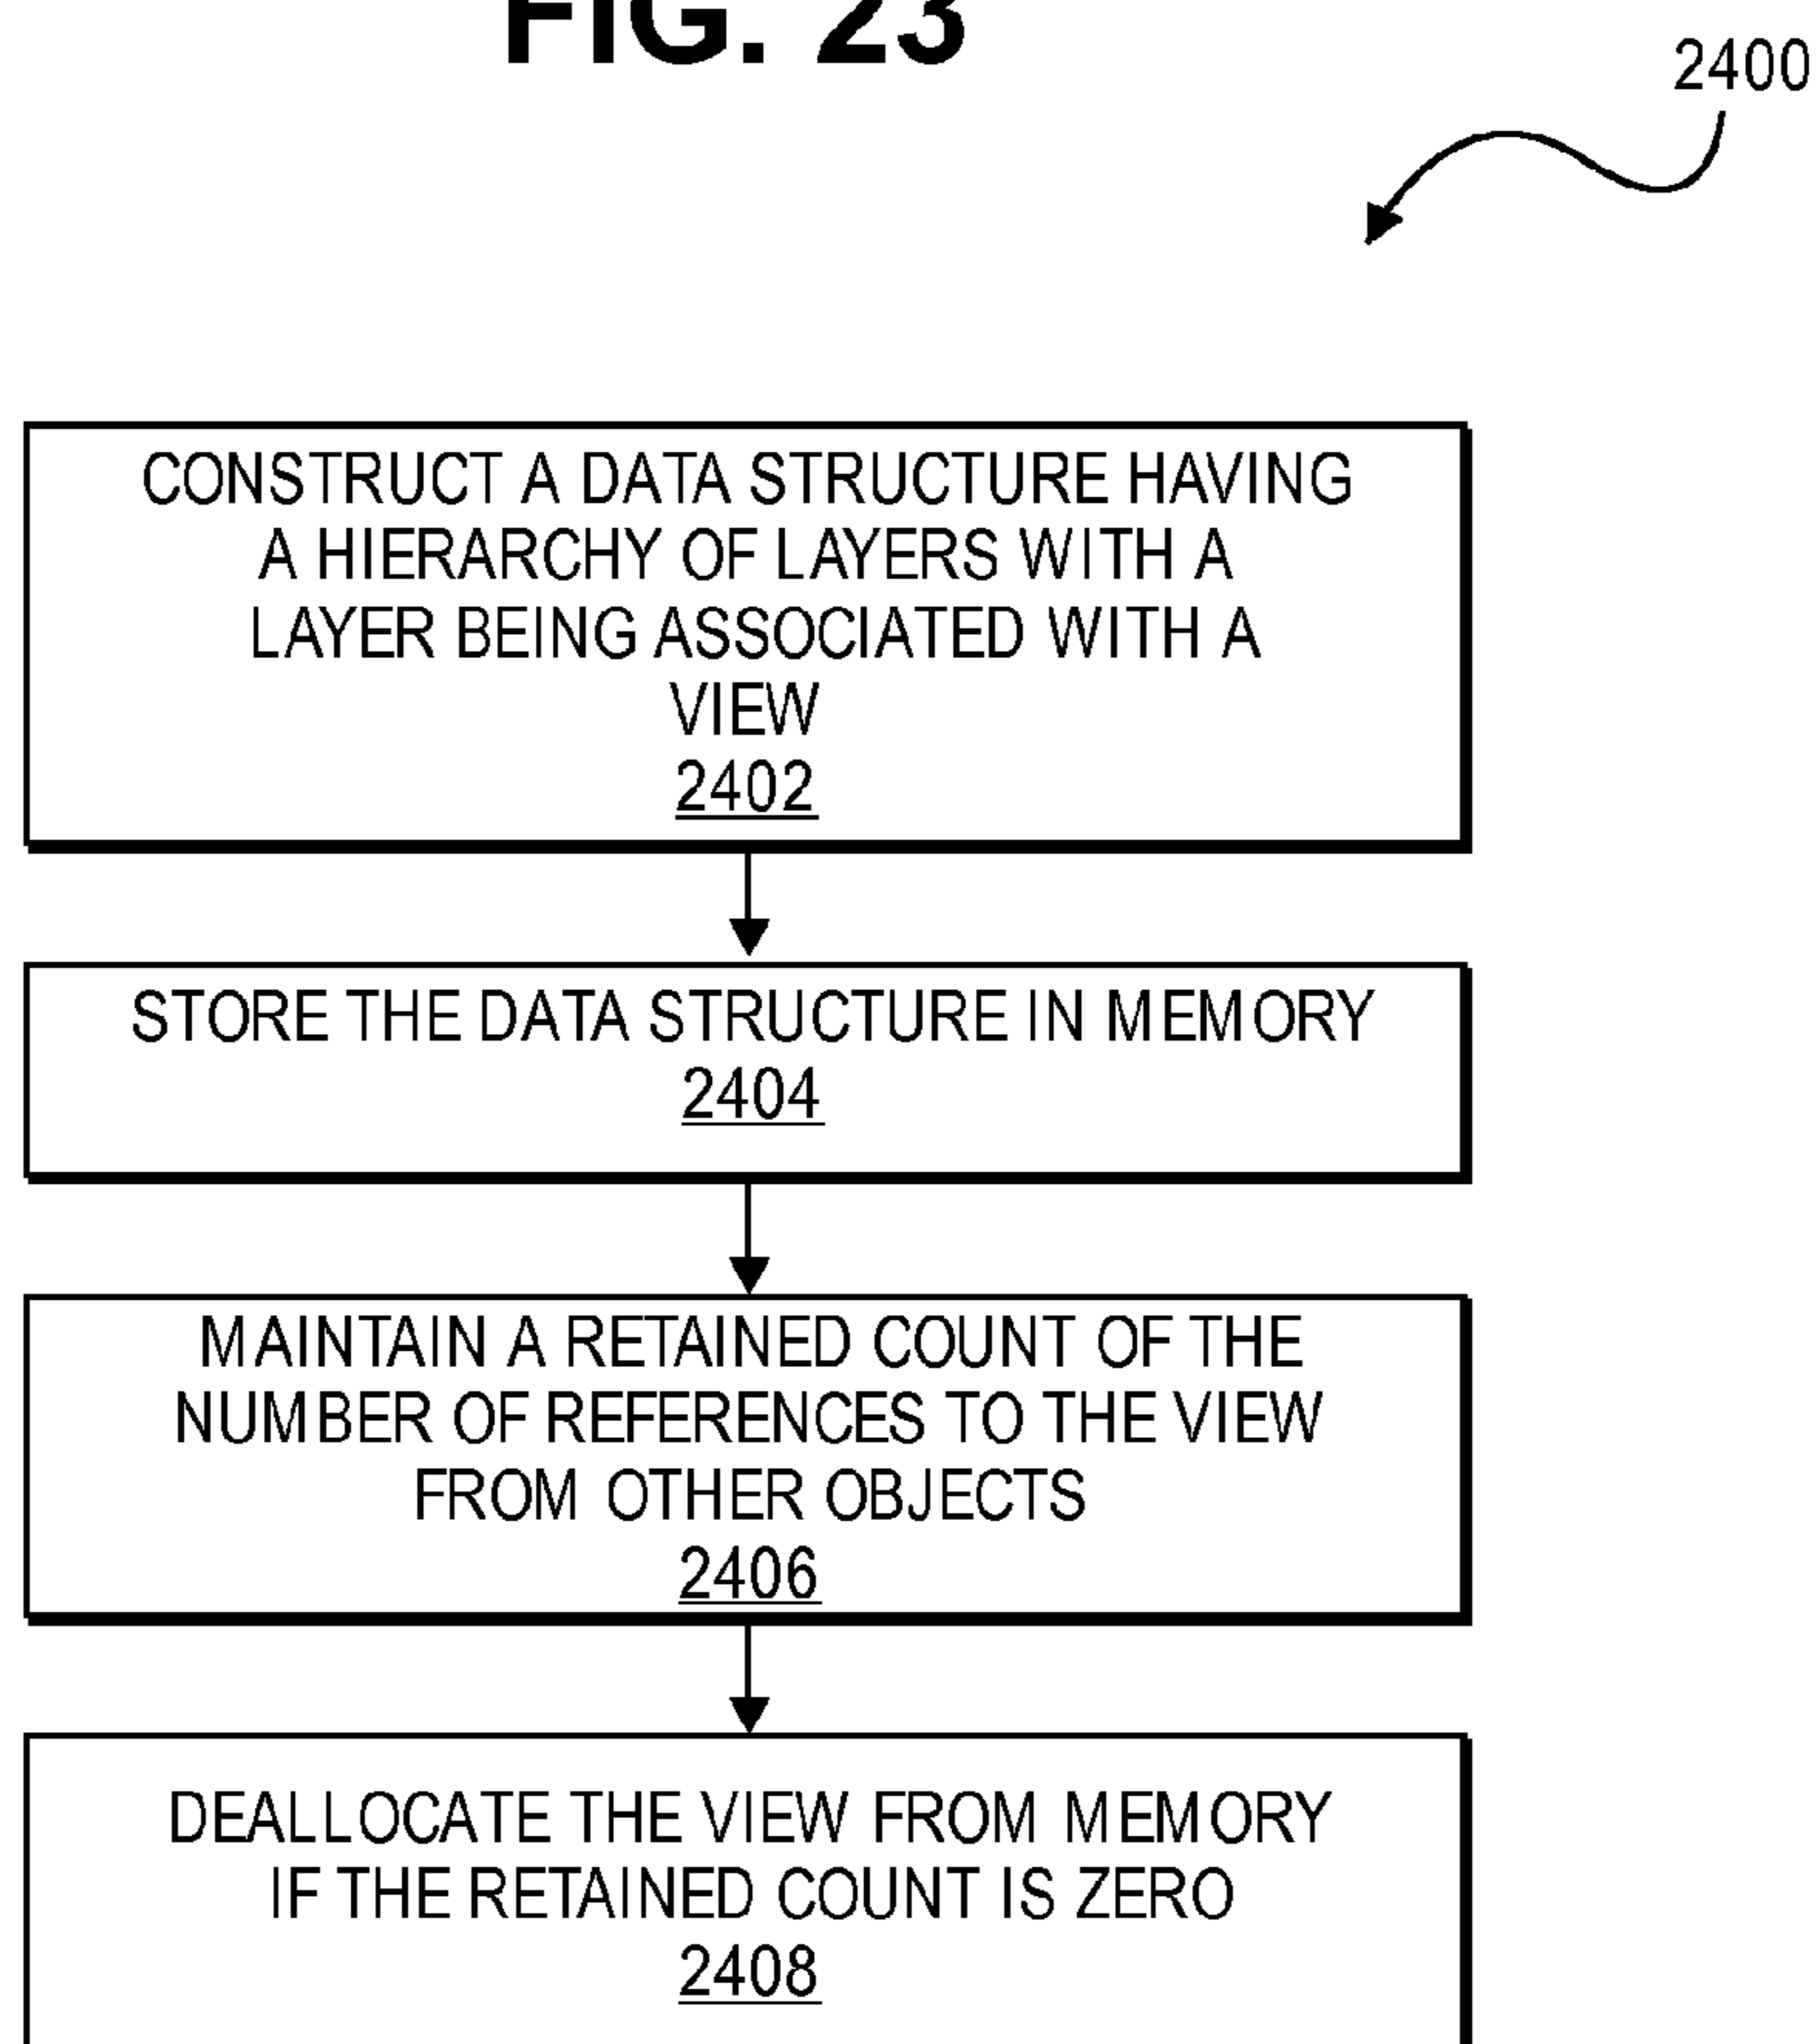 FIG. 23
2400
CONSTRUCT A DATA STRUCTURE HAVING
A HIERARCHY OF LAYERS WITH A
LAYER BEING ASSOCIATED WITH A
VIEW
2402
STORE THE DATA STRUCTURE IN MEMORY
2404
MAINTAIN A RETAINED COUNT OF THE
NUMBER OF REFERENCES TO THE VIEW
FROM OTHER OBJECTS
2406
DEALLOCATE THE VIEW FROM MEMORY
IF THE RETAINED COUNT IS ZERO
2408